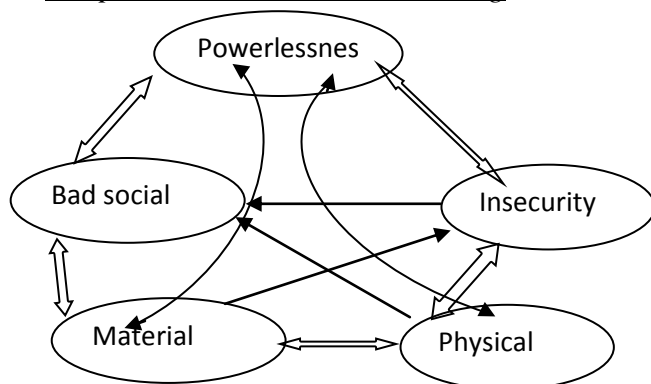 Powerlessnes
Bad social
Insecurity
Material
Physical